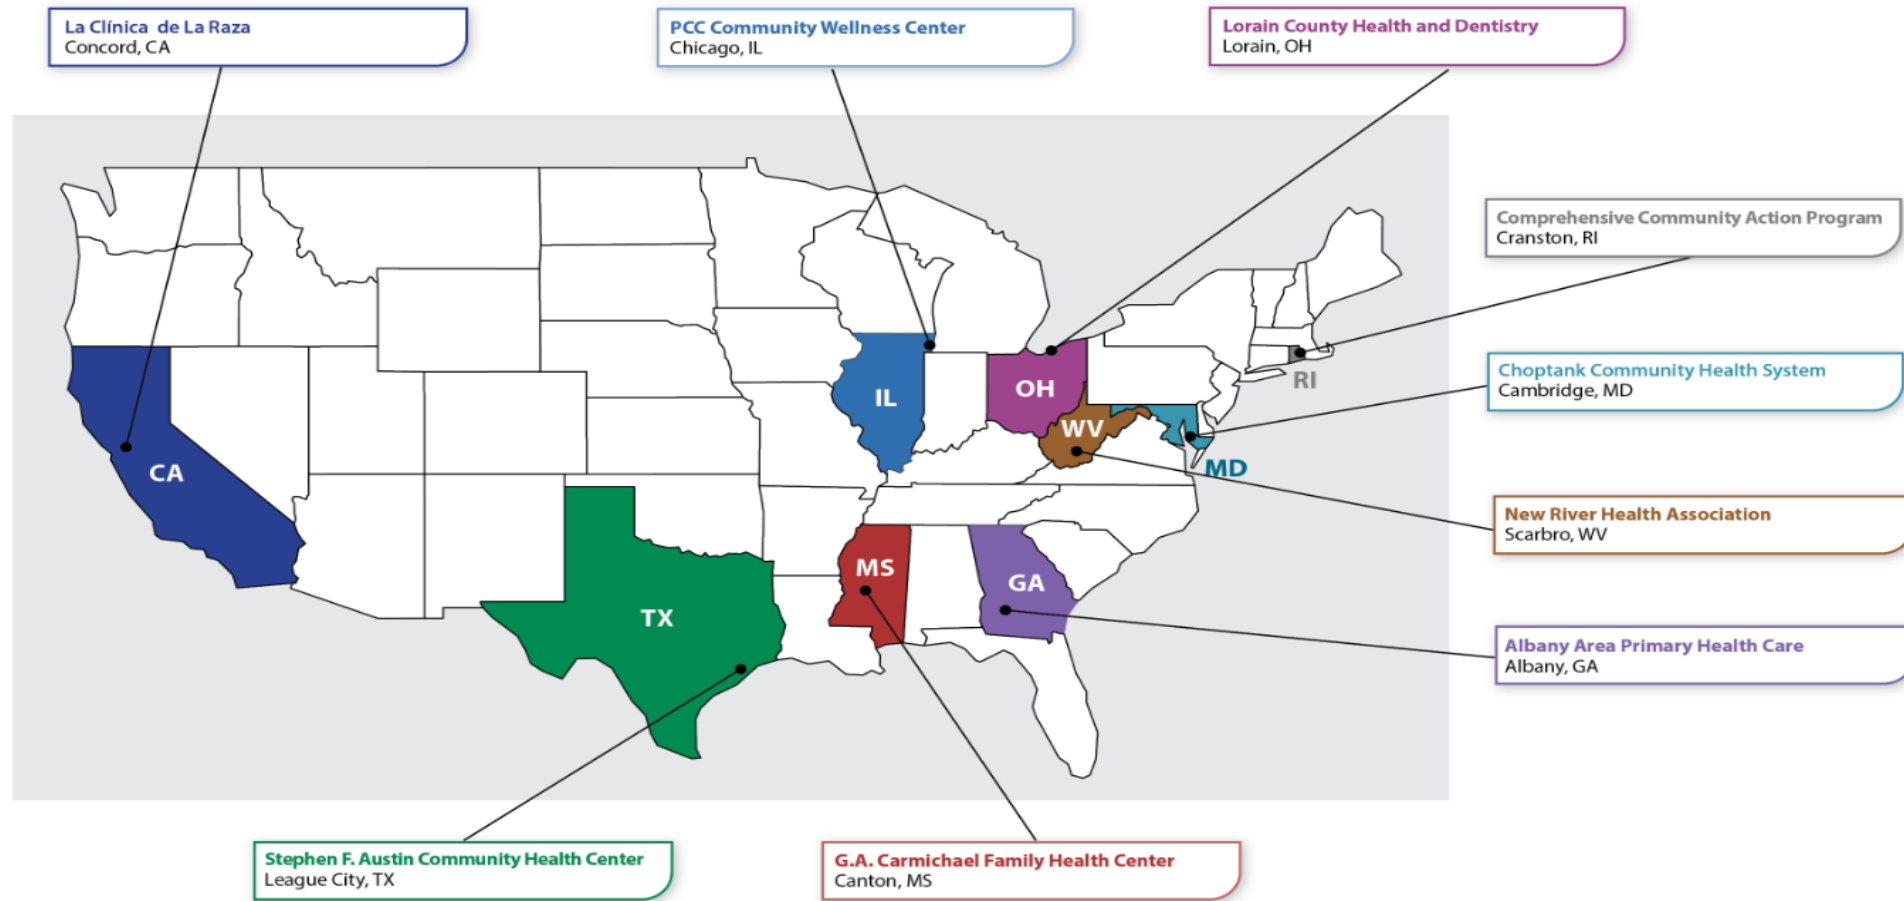 La Clínica de La Raza
Concord, CA
PCC Community Wellness Center
Chicago, IL
Lorain County Health and Dentistry
Lorain, OH
Comprehensive Community Action Program
Cranston, RI
Choptank Community Health System
Cambridge, MD
New River Health Association
Scarbro, WV
Albany Area Primary Health Care
Albany, GA
Stephen F. Austin Community Health Center
League City, TX
G.A. Carmichael Family Health Center
Canton, MS
CA
IL
OH
RI
WV
MD
MS
GA
TX